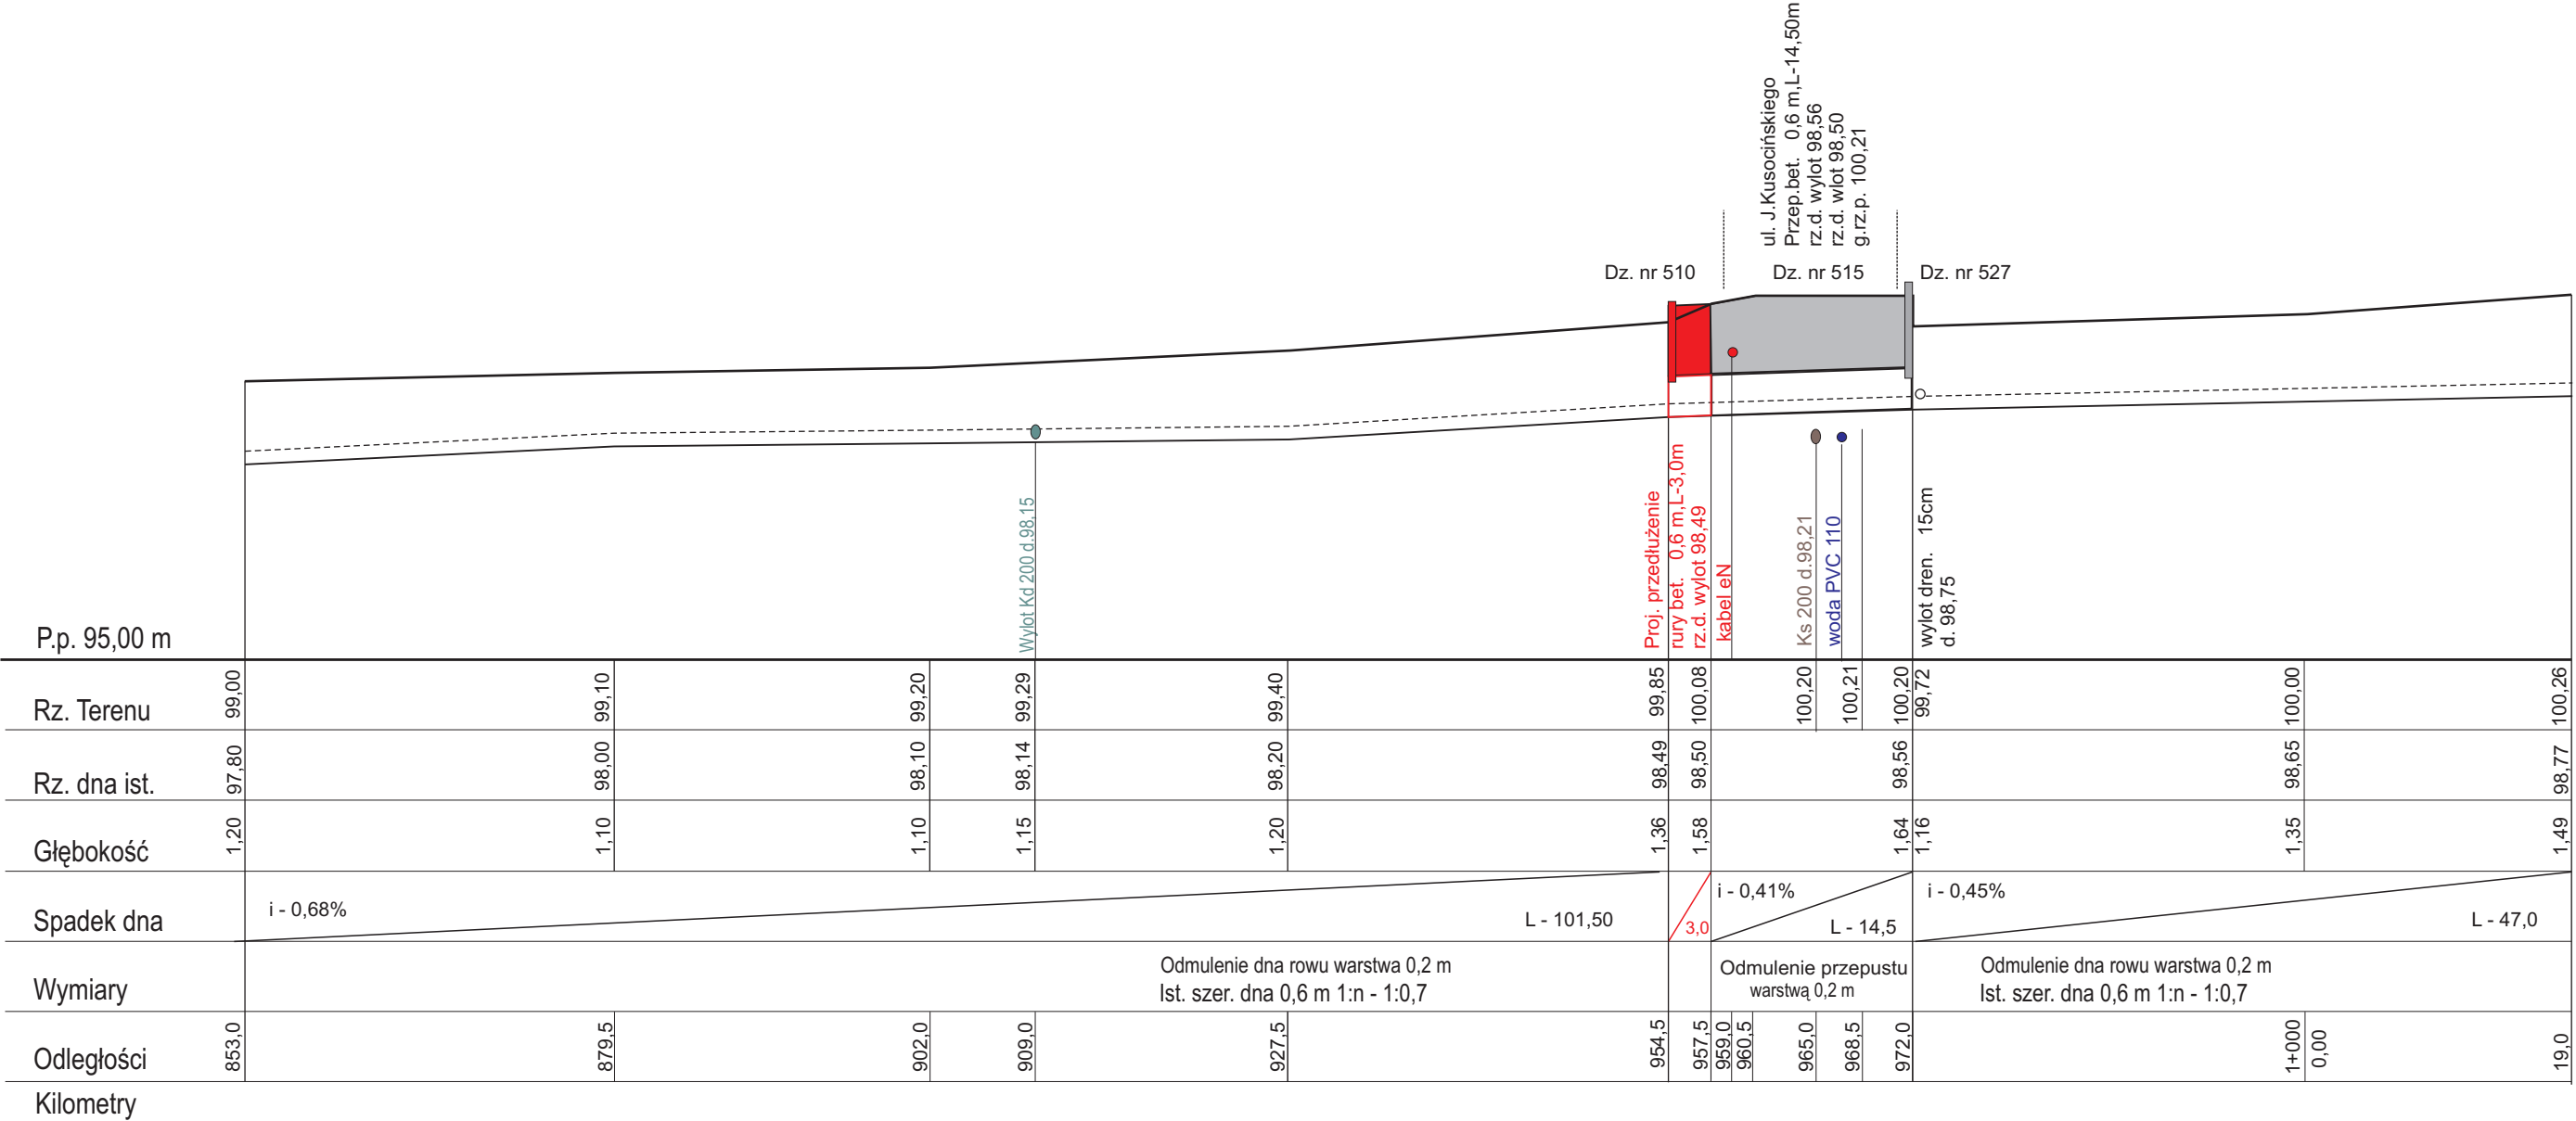 ul. J.Kusocińskiego
Przep.bet. 0,6 m,L-14,50m
rz.d. wylot 98,56
rz.d. wlot 98,50
g.rz.p. 100,21
Dz. nr 510
Dz. nr 515
Dz. nr 527
Wylot Kd 200 d.98,15
Proj. przedłużenie
rury bet. 0,6 m,L-3,0m
rz.d. wylot 98,49
kabel eN
Ks 200 d.98,21
woda PVC 110
wylot dren. 15cm
d. 98,75
P.p. 95,00 m
Rz. Terenu 99,00 99,10 99,20 99,29 99,40 99,85 100,08 100,20 100,21 100,20 99,72 100,00 100,26
Rz. dna ist. 97,80 98,00 98,10 98,14 98,20 98,49 98,50 98,56 98,65 98,77
Głębokość 1,20 1,10 1,10 1,15 1,20 1,36 1,58 1,64 1,16 1,35 1,49
Spadek dna i - 0,68% L - 101,50 3,0 i - 0,41% L - 14,5 i - 0,45% L - 47,0
Wymiary
Odmulenie dna rowu warstwa 0,2 m
Ist. szer. dna 0,6 m 1:n - 1:0,7
Odmulenie przepustu
warstwą 0,2 m
Odmulenie dna rowu warstwa 0,2 m
Ist. szer. dna 0,6 m 1:n - 1:0,7
Odległości 853,0 879,5 902,0 909,0 927,5 954,5 957,5 959,0 960,5 965,0 968,5 972,0 1+000 0,00 19,0
Kilometry